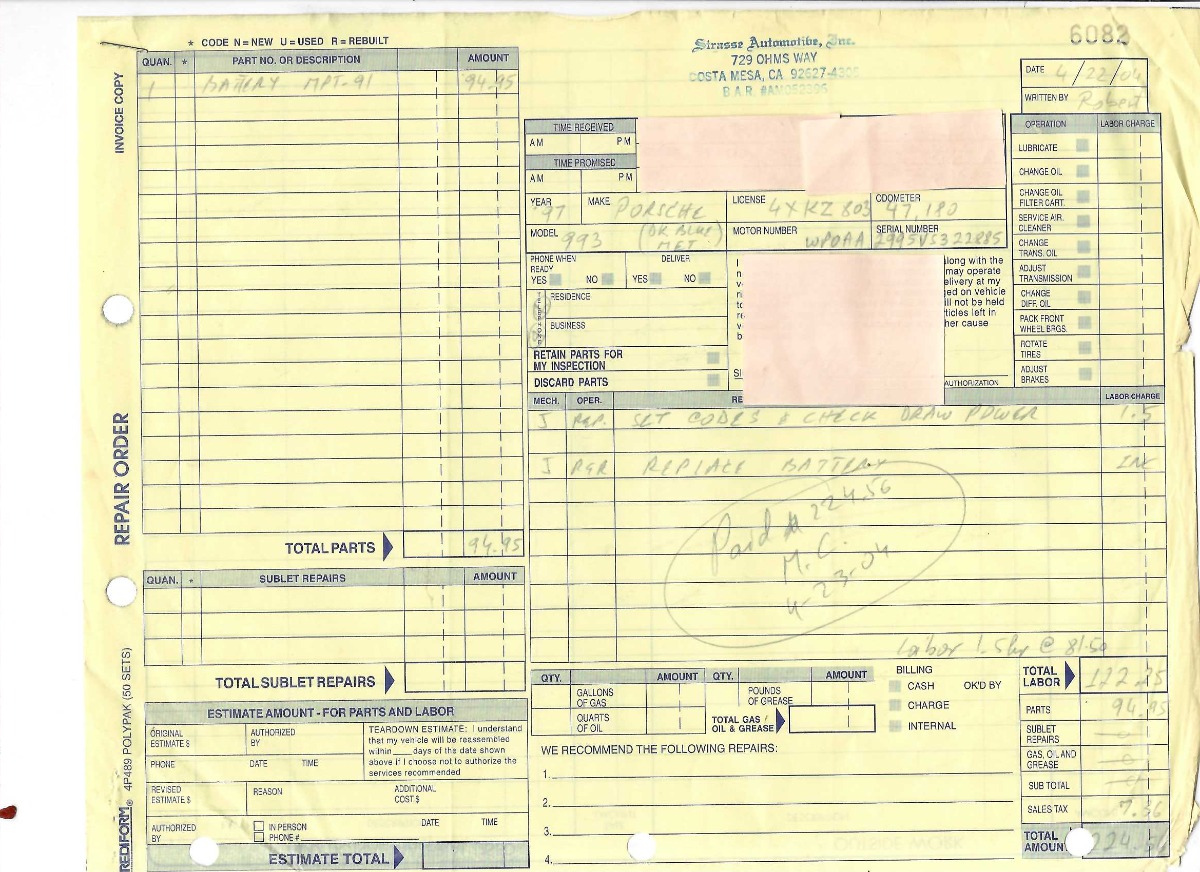 * CODE N=NEW U=USED R=REBUILT
Strasse Automotive, Inc.
729 OHMS WAY
COSTA MESA, CA 92627-4305
B.A.R. #
6082
DATE 4/22/04
WRITTEN BY Robert
INVOICE COPY
REPAIR ORDER
REDIFORM® 4P489 POLYPAK (50 SETS)
QUAN. * PART NO. OR DESCRIPTION AMOUNT
1 BATTERY MPT-91 94.95
TOTAL PARTS 94.95
QUAN. * SUBLET REPAIRS AMOUNT
TOTAL SUBLET REPAIRS
ESTIMATE AMOUNT - FOR PARTS AND LABOR
ORIGINAL ESTIMATE $ AUTHORIZED BY
PHONE DATE TIME
TEARDOWN ESTIMATE: I understand
that my vehicle will be reassembled
within ____ days of the date shown
above if I choose not to authorize the
services recommended
REVISED ESTIMATE $ REASON ADDITIONAL COST $
AUTHORIZED BY IN PERSON DATE TIME
PHONE #
ESTIMATE TOTAL
TIME RECEIVED
AM PM
TIME PROMISED
AM PM
YEAR '97 MAKE PORSCHE LICENSE 4XKZ803 ODOMETER 47,180
MODEL 993 (DK BLUE MET.) MOTOR NUMBER SERIAL NUMBER
WPOAA 2995VS322885
PHONE WHEN READY DELIVER
YES NO YES NO
RESIDENCE
BUSINESS
RETAIN PARTS FOR
MY INSPECTION
DISCARD PARTS
along with the
may operate
delivery at my
on vehicle
will not be held
articles left in
other cause
AUTHORIZATION
OPERATION LABOR CHARGE
LUBRICATE
CHANGE OIL
CHANGE OIL FILTER CART.
SERVICE AIR CLEANER
CHANGE TRANS. OIL
ADJUST TRANSMISSION
CHANGE DIFF. OIL
PACK FRONT WHEEL BRGS.
ROTATE TIRES
ADJUST BRAKES
MECH. OPER. LABOR CHARGE
J PER. SET CODES & CHECK DRAW POWER 1.5
J PER REPLACE BATTERY INC
Paid # 224.56
M.C.
4-23-04
Labor 1.5hr @ 81.50
QTY. AMOUNT QTY. AMOUNT
GALLONS OF GAS POUNDS OF GREASE
QUARTS OF OIL TOTAL GAS / OIL & GREASE
BILLING
CASH OK'D BY
CHARGE
INTERNAL
WE RECOMMEND THE FOLLOWING REPAIRS:
1.
2.
3.
4.
TOTAL LABOR 122.25
PARTS 94.95
SUBLET REPAIRS 0
GAS, OIL AND GREASE 0
SUB TOTAL
SALES TAX 7.36
TOTAL AMOUNT 224.56